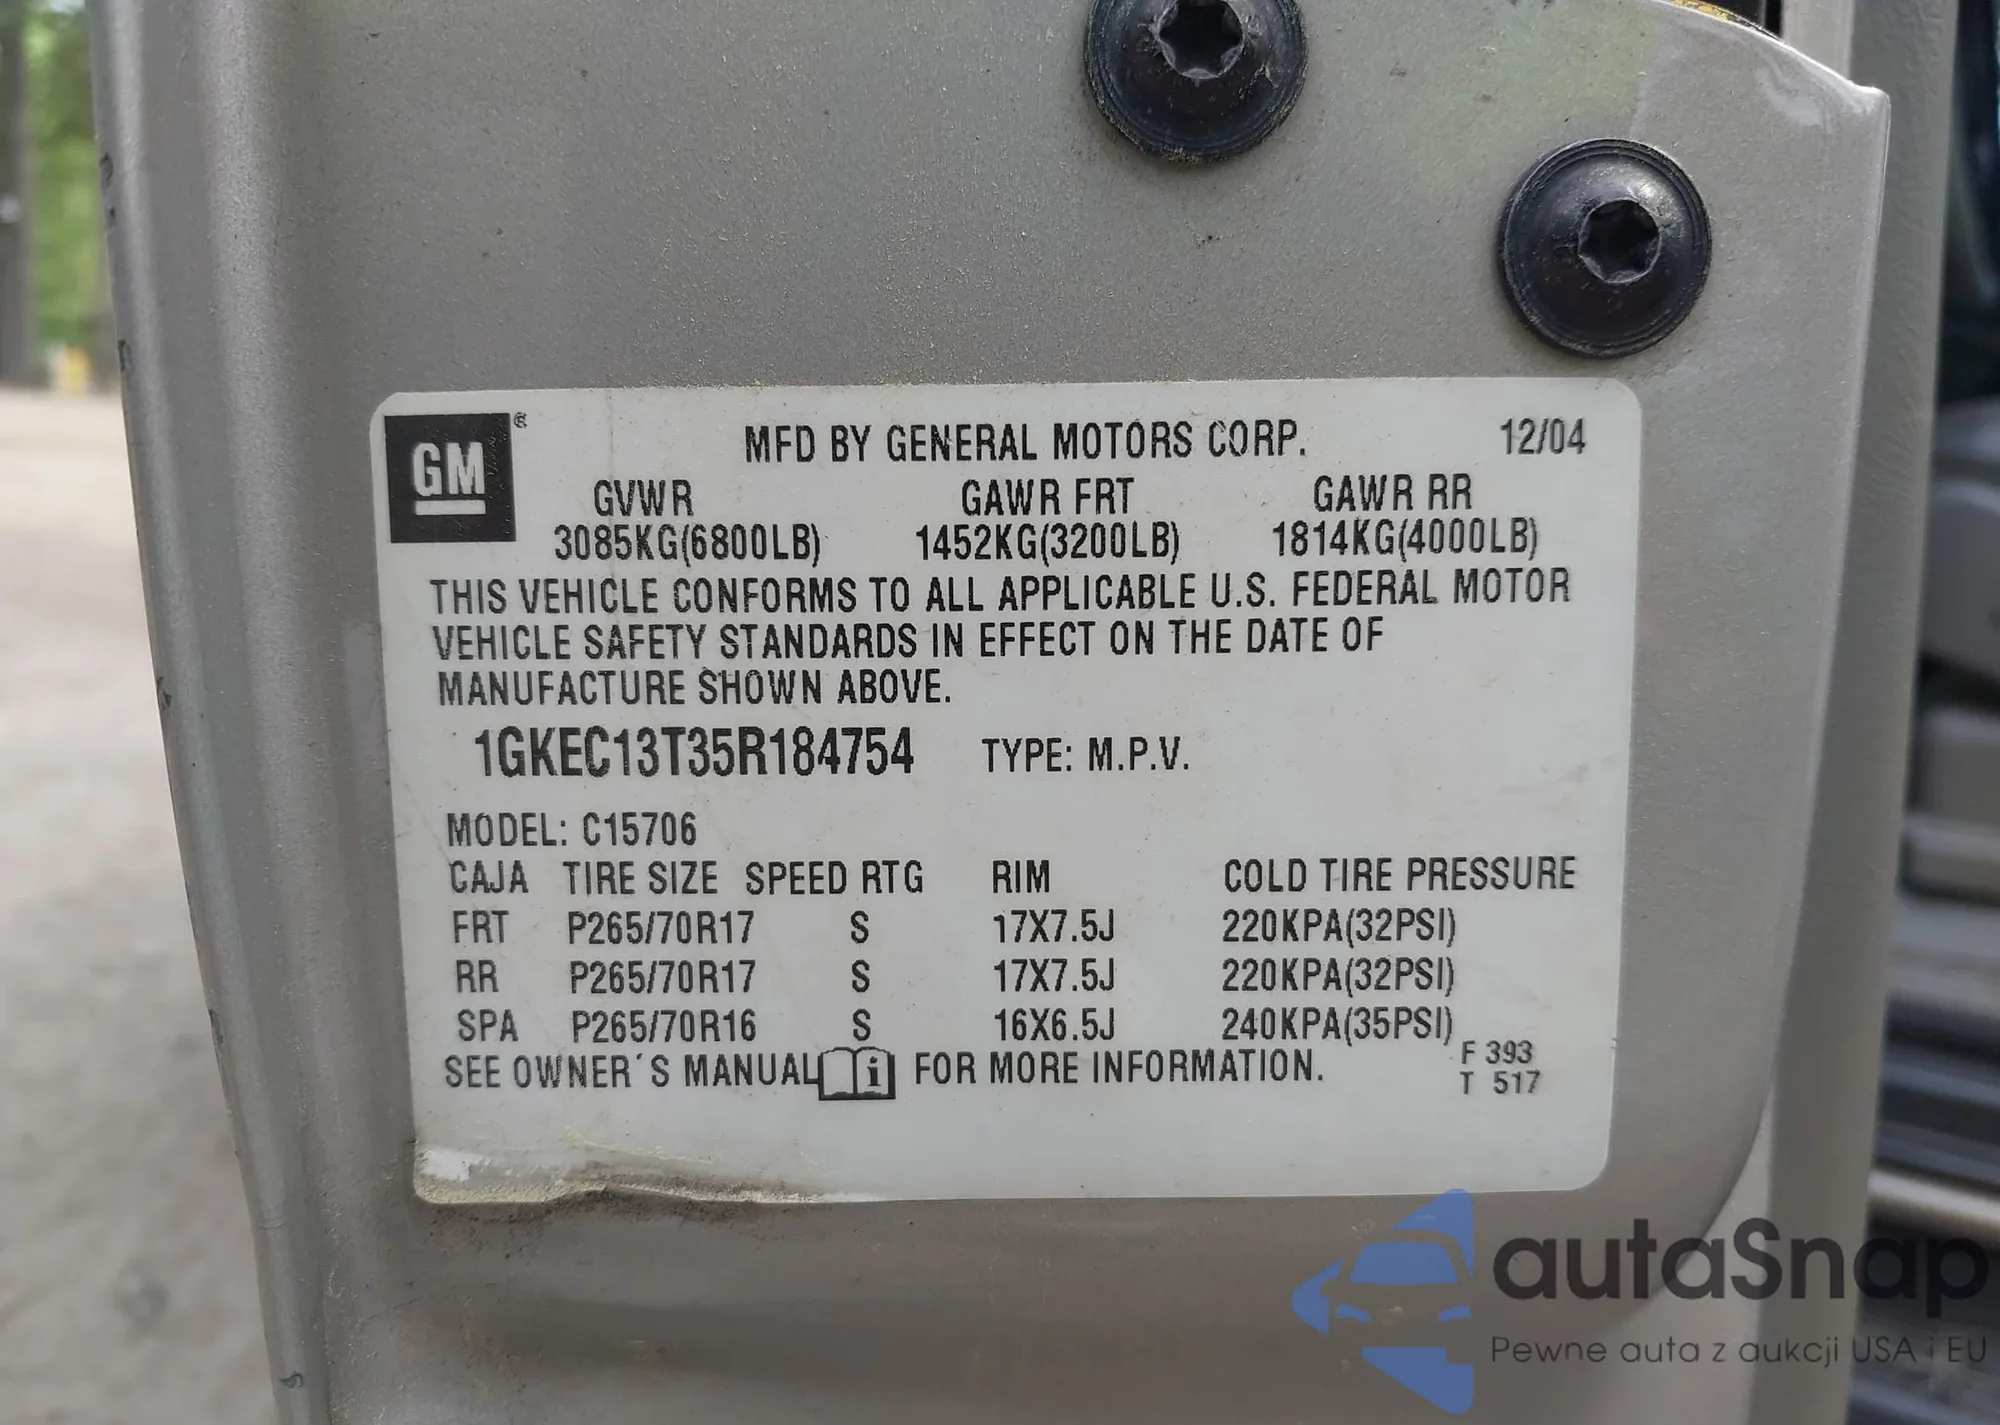 GM ®
MFD BY GENERAL MOTORS CORP. 12/04
GVWR GAWR FRT GAWR RR
3085KG(6800LB) 1452KG(3200LB) 1814KG(4000LB)
THIS VEHICLE CONFORMS TO ALL APPLICABLE U.S. FEDERAL MOTOR
VEHICLE SAFETY STANDARDS IN EFFECT ON THE DATE OF
MANUFACTURE SHOWN ABOVE.
1GKEC13T35R184754 TYPE: M.P.V.
MODEL: C15706
CAJA TIRE SIZE SPEED RTG RIM COLD TIRE PRESSURE
FRT P265/70R17 S 17X7.5J 220KPA(32PSI)
RR P265/70R17 S 17X7.5J 220KPA(32PSI)
SPA P265/70R16 S 16X6.5J 240KPA(35PSI)
SEE OWNER´S MANUAL i FOR MORE INFORMATION.
F 393
T 517
autaSnap
Pewne auta z aukcji USA i EU